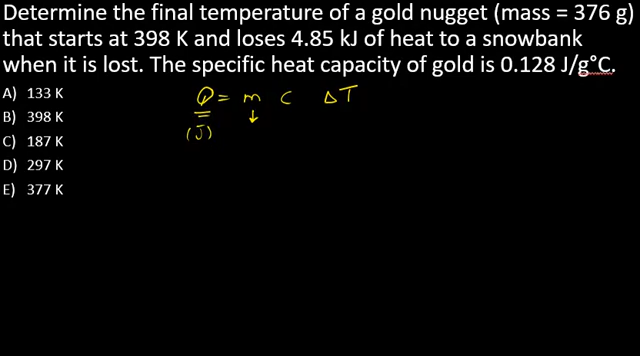 Determine the final temperature of a gold nugget (mass = 376 g)
that starts at 398 K and loses 4.85 kJ of heat to a snowbank
when it is lost. The specific heat capacity of gold is 0.128 J/g°C.
A) 133 K
B) 398 K
C) 187 K
D) 297 K
E) 377 K
Q = m c ΔT
(J)